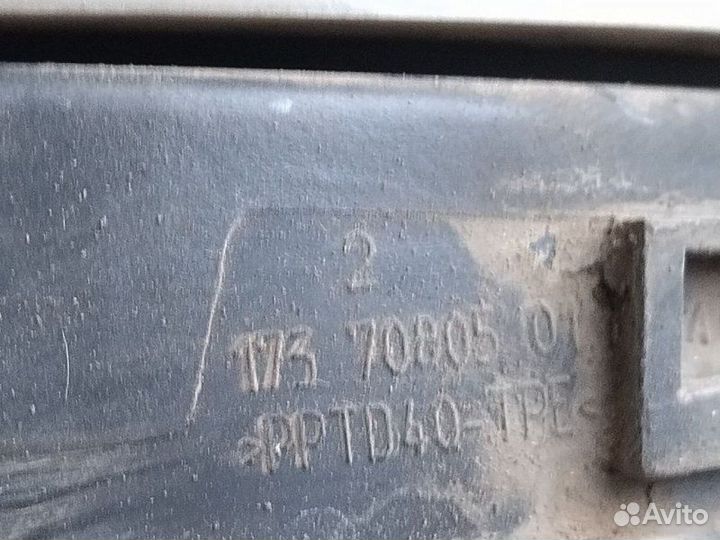 2
173 70805 01
>PPTD40-TPE<
Avito